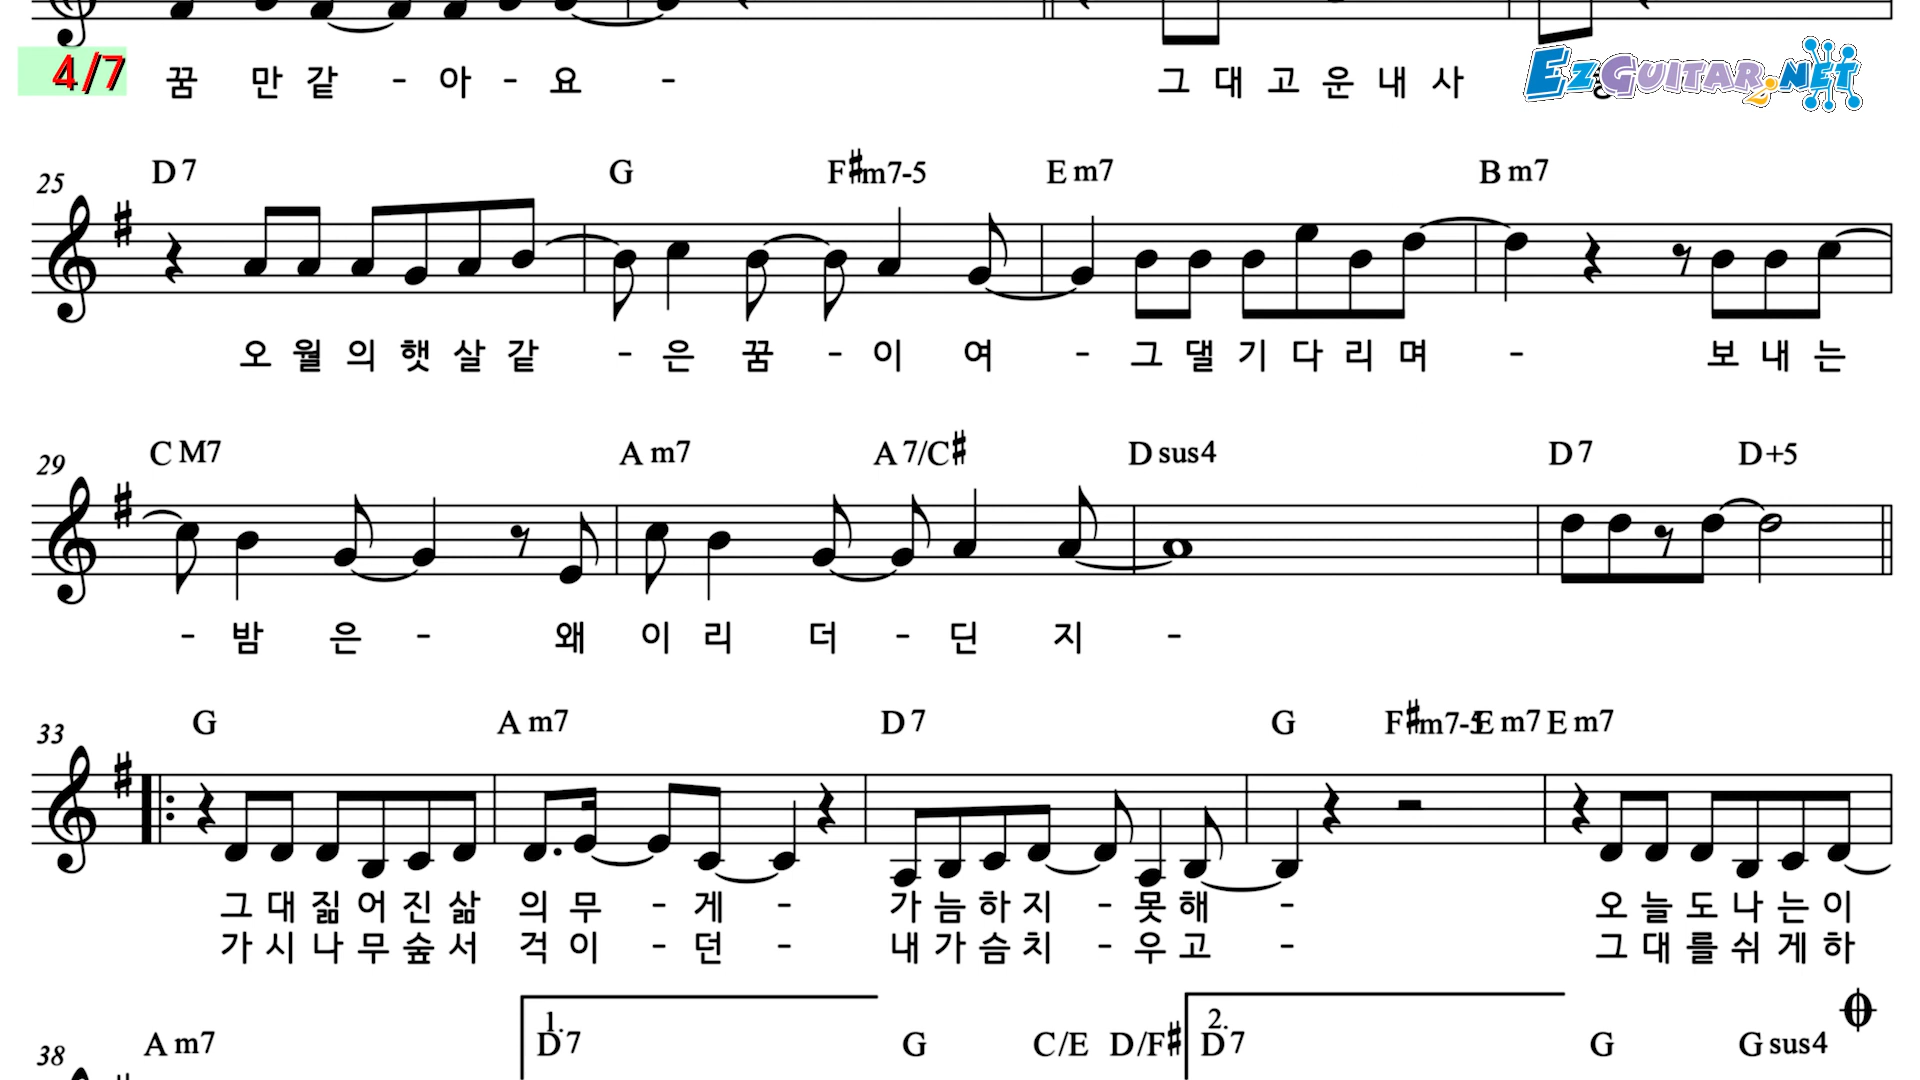 4/7 꿈 만 같 - 아 - 요 - 그 대 고 운 내 사
EzGuitar2.NET
25 D7 G F#m7-5 Em7 Bm7
오 월 의 햇 살 같 - 은 꿈 - 이 여 - 그 댈 기 다 리 며 - 보 내 는
29 CM7 Am7 A7/C# Dsus4 D7 D+5
- 밤 은 - 왜 이 리 더 - 딘 지 -
33 G Am7 D7 G F#m7-5 Em7 Em7
그 대 짊 어 진 삶 의 무 - 게 - 가 늠 하 지 - 못 해 - 오 늘 도 나 는 이
가 시 나 무 숲 서 걱 이 - 던 - 내 가 슴 치 - 우 고 - 그 대 를 쉬 게 하
1. 2.
38 Am7 D7 G C/E D/F# D7 G Gsus4